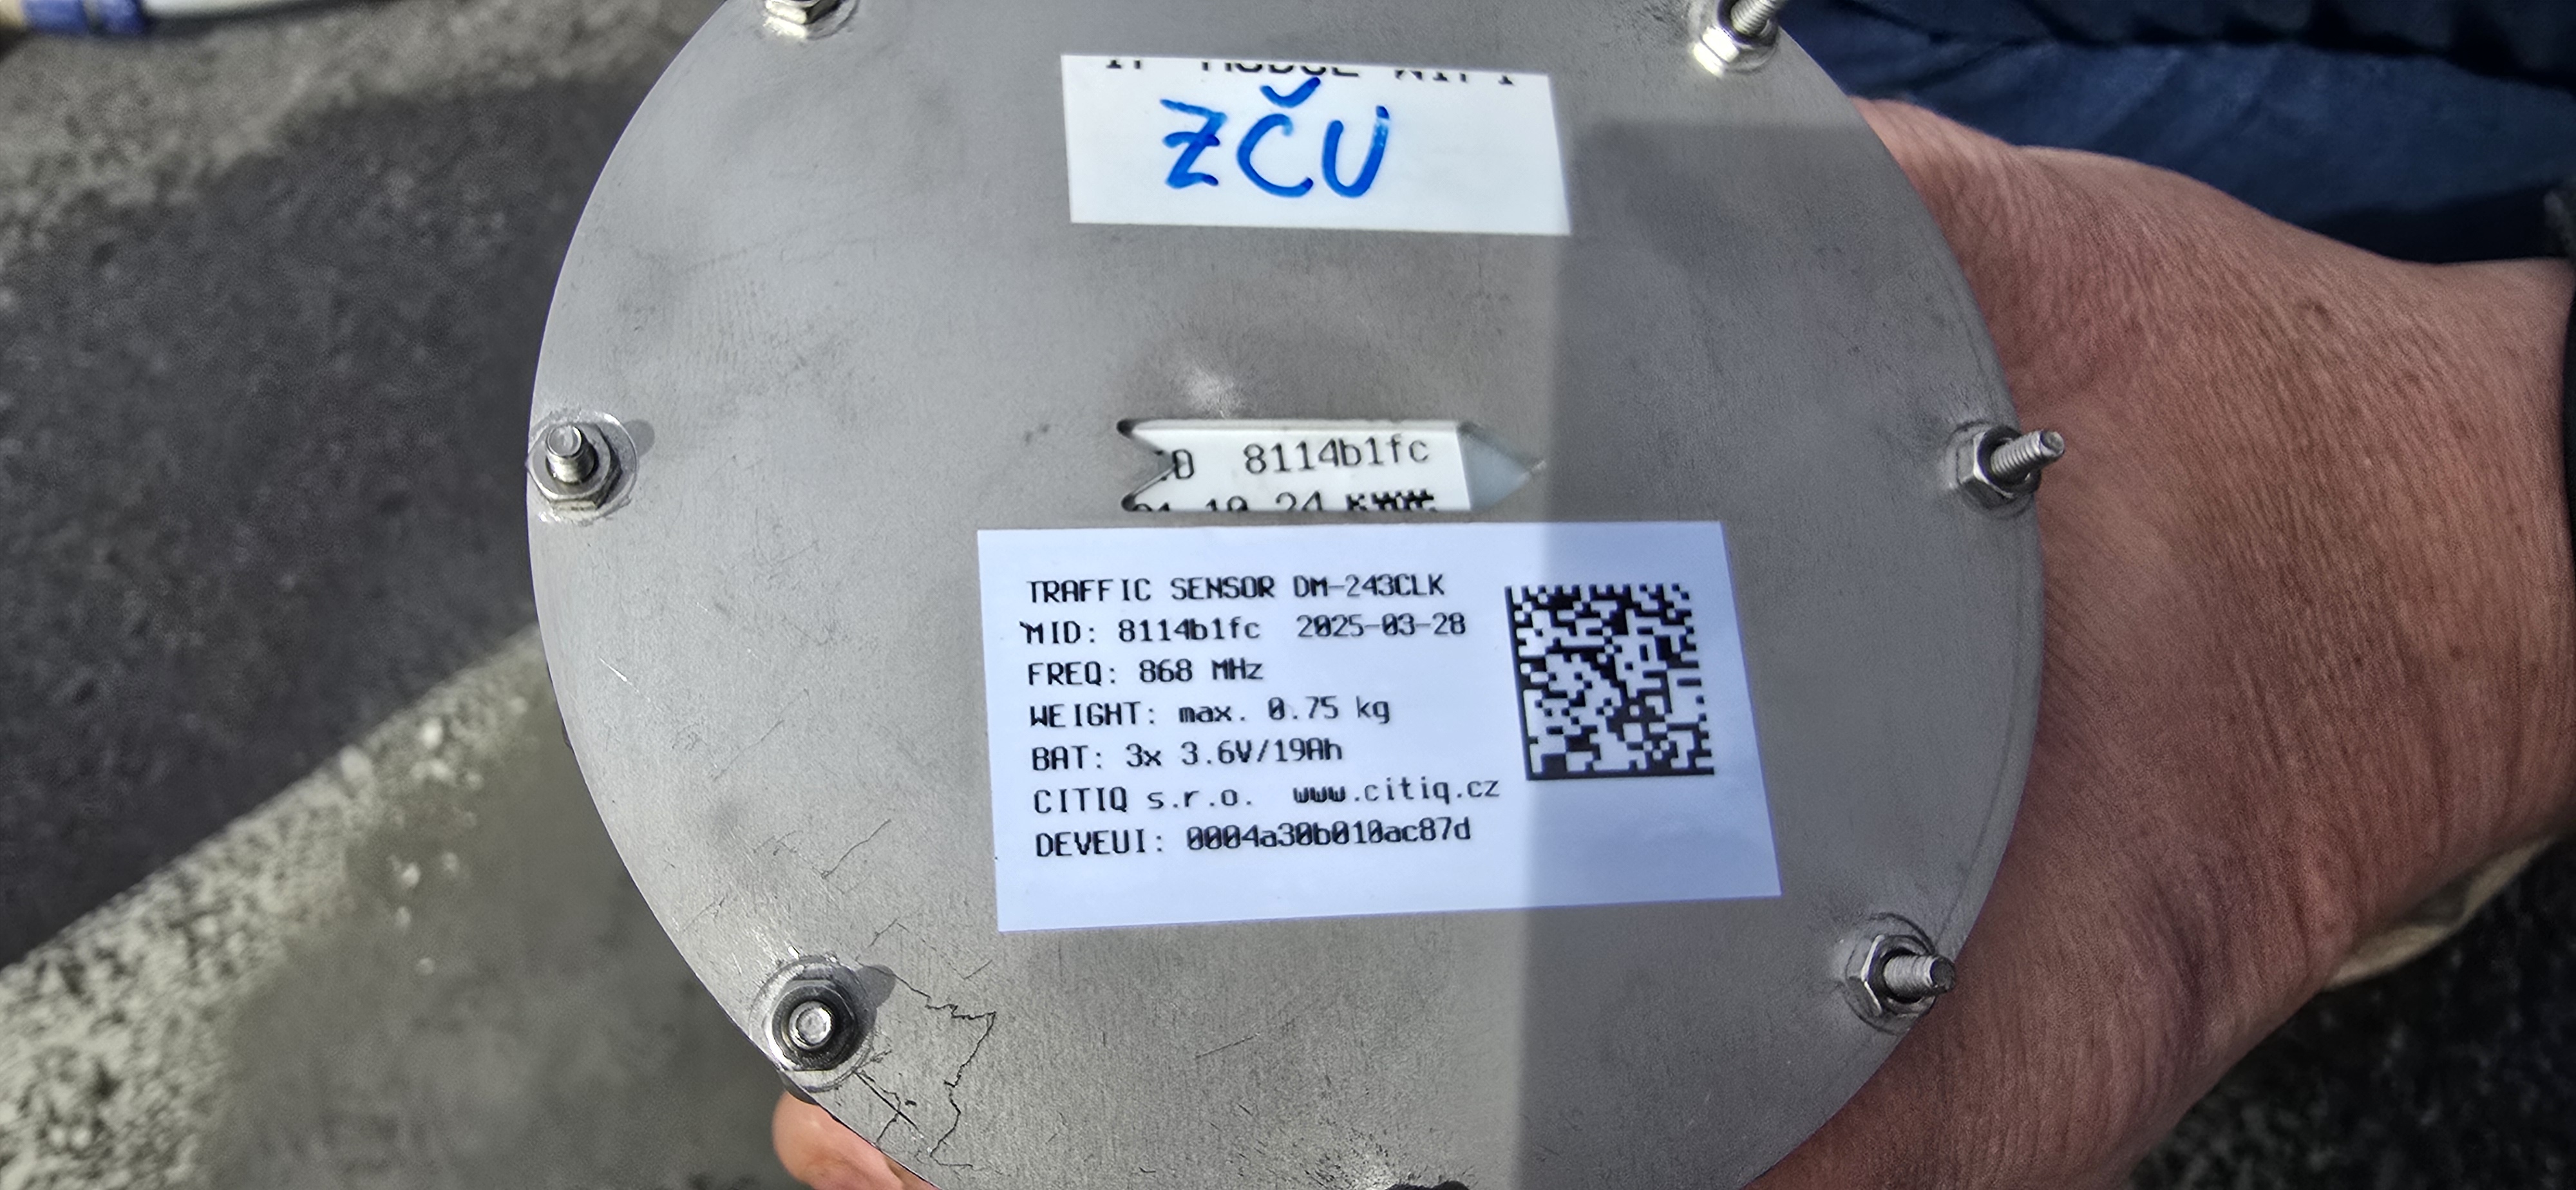 ZČU
8114b1fc
24
TRAFFIC SENSOR DM-243CLK
MID: 8114b1fc 2025-03-28
FREQ: 868 MHz
WEIGHT: max. 0.75 kg
BAT: 3x 3.6V/19Ah
CITIQ s.r.o. www.citiq.cz
DEVEUI: 0004a30b010ac87d